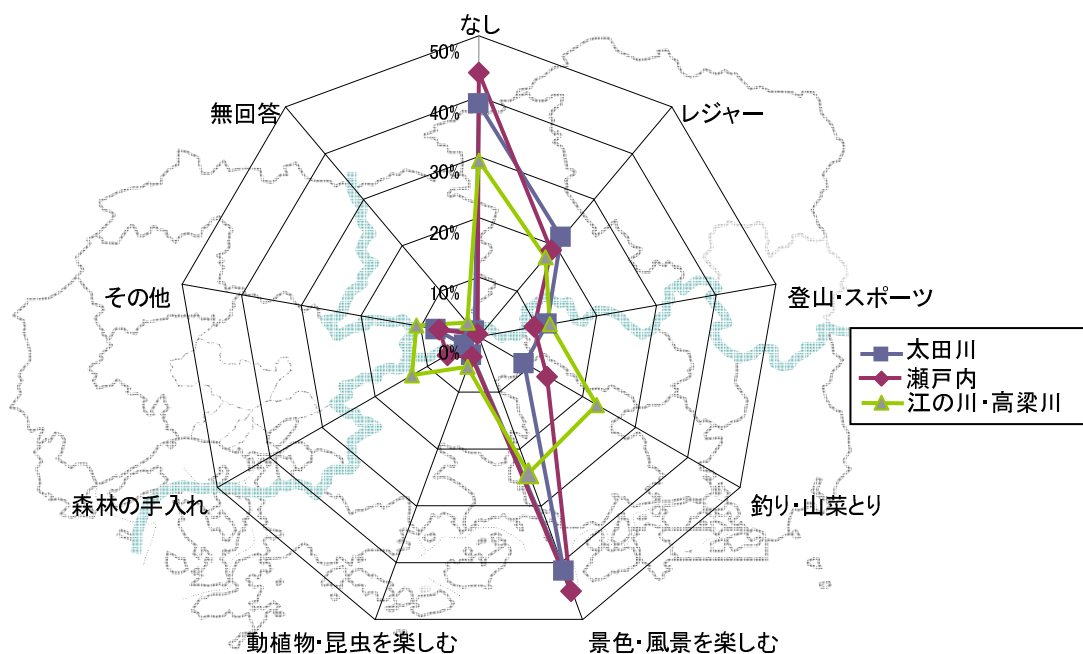 なし
50%
40%
30%
20%
10%
0%
レジャー
登山・スポーツ
釣り・山菜とり
景色・風景を楽しむ
動植物・昆虫を楽しむ
森林の手入れ
その他
無回答
太田川
瀬戸内
江の川・高梁川